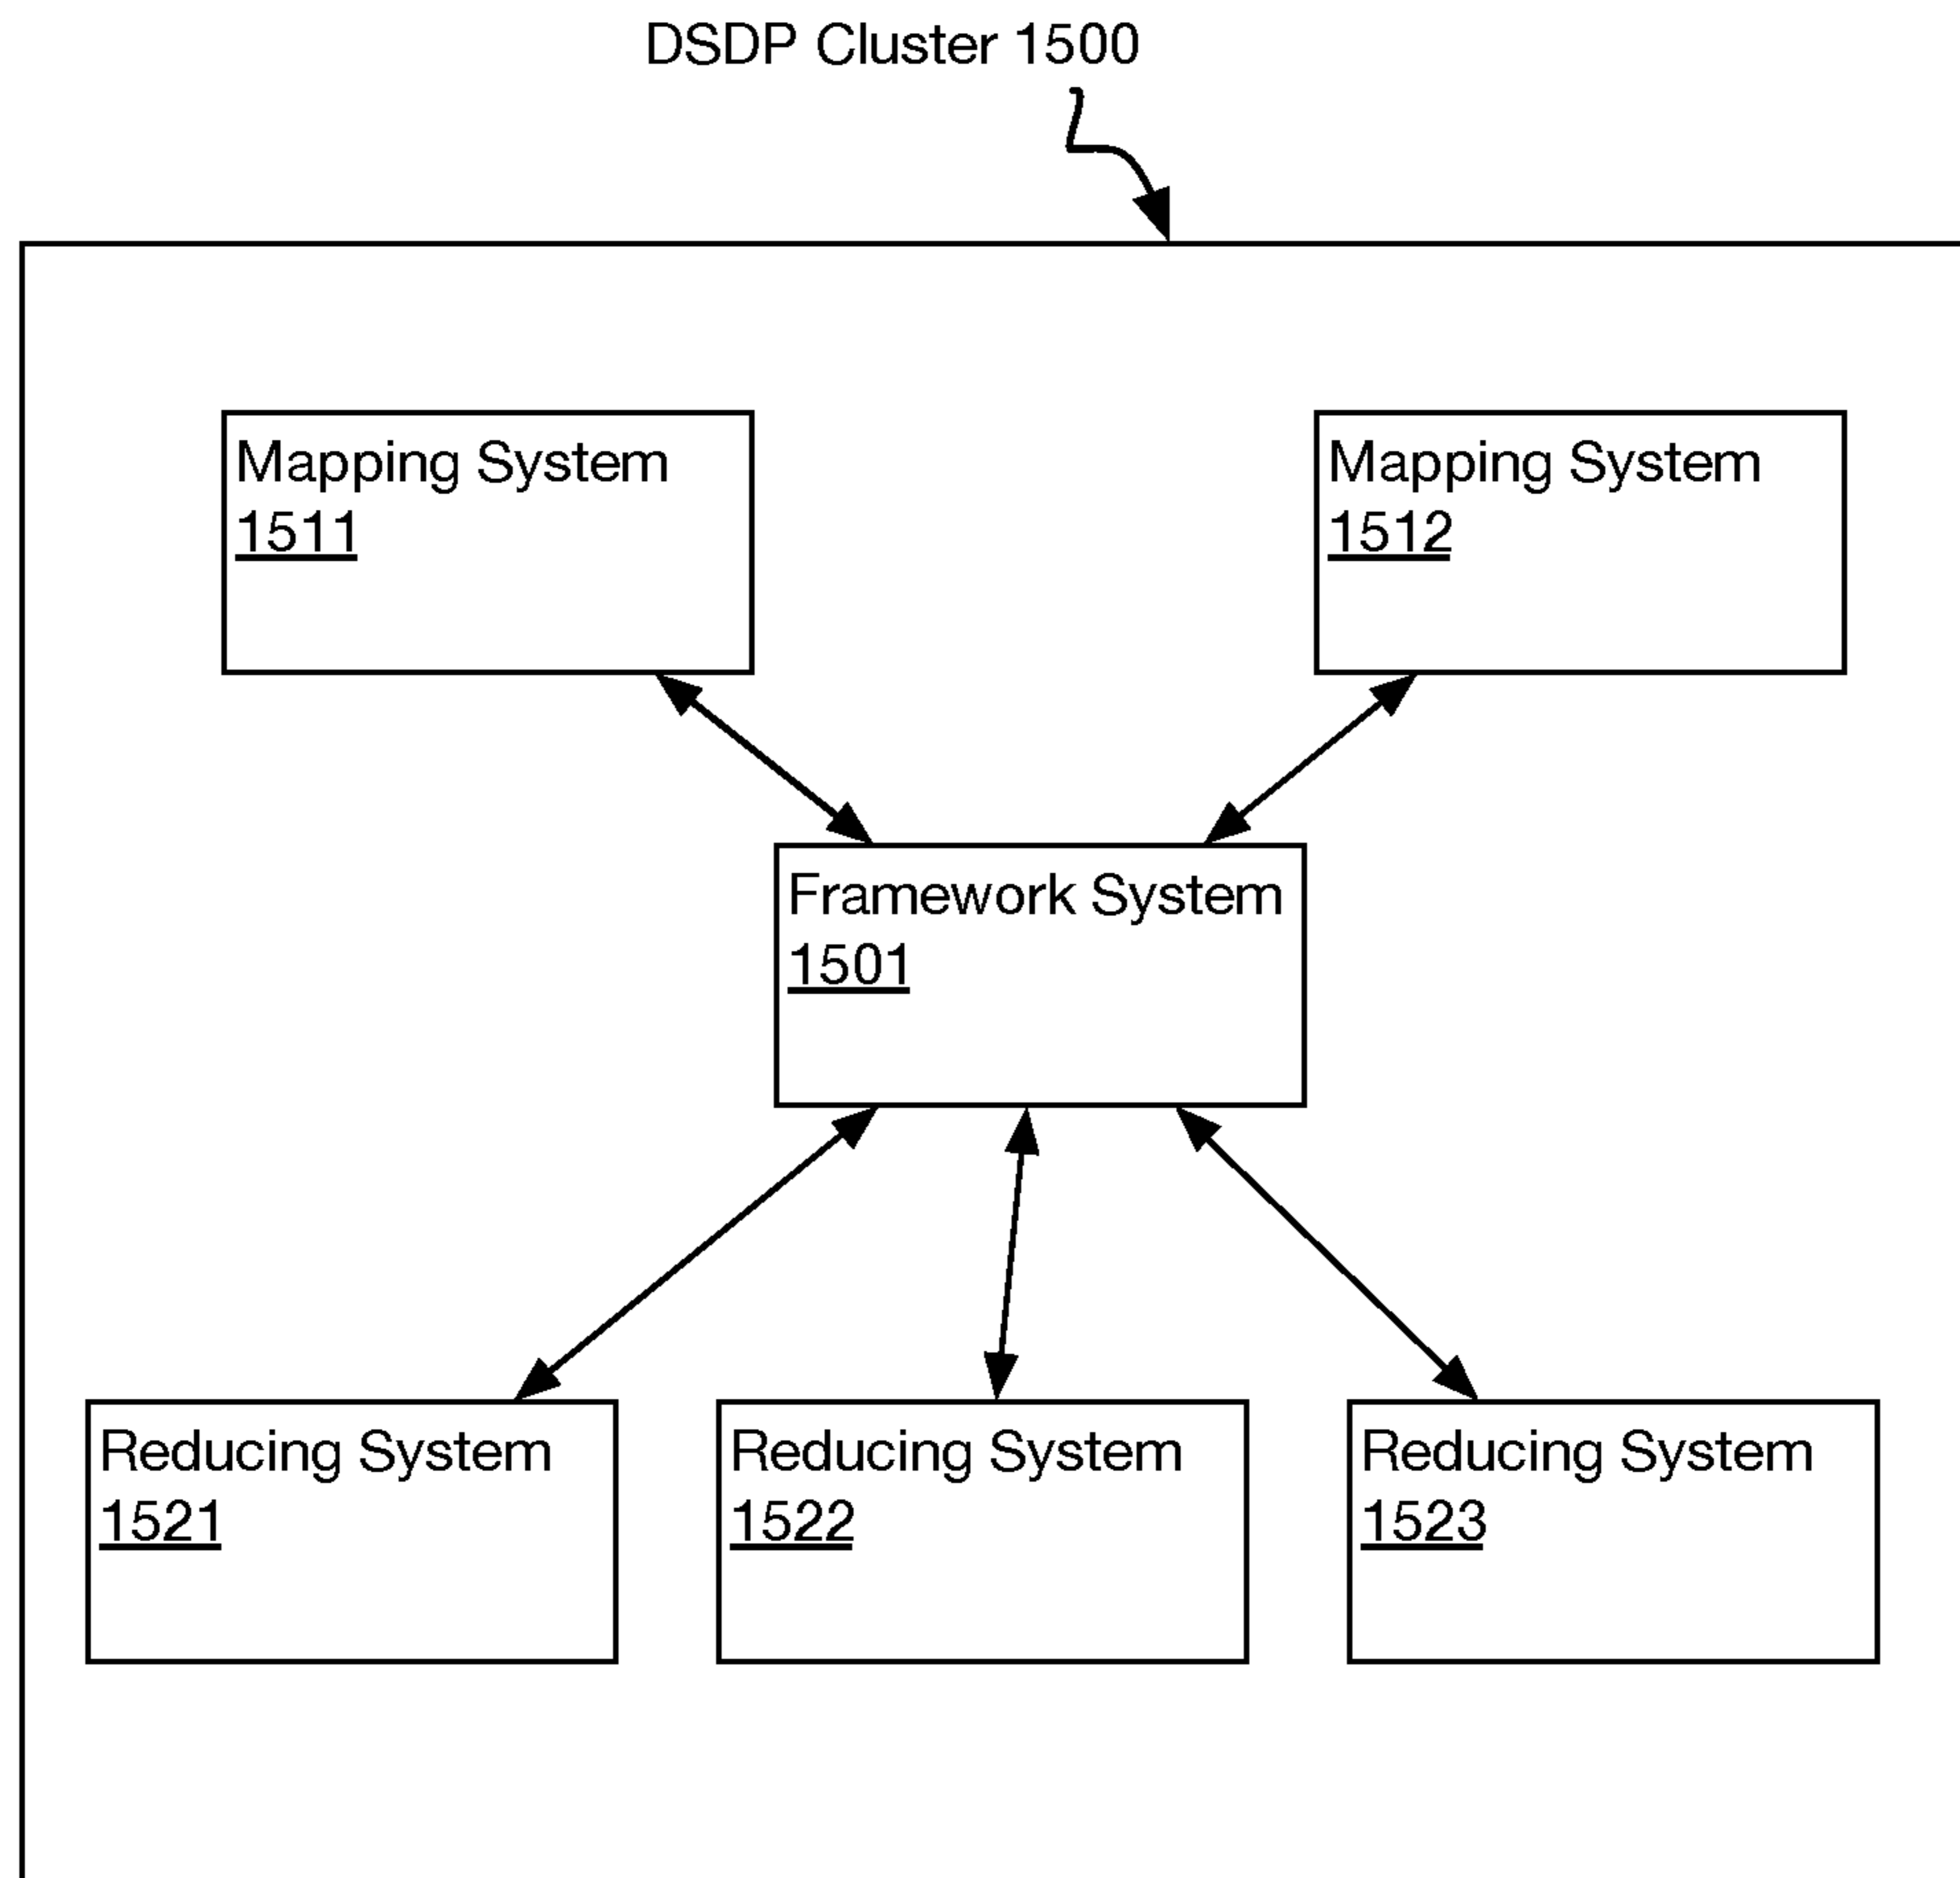 DSDP Cluster 1500
Mapping System
1511
Mapping System
1512
Framework System
1501
Reducing System
1521
Reducing System
1522
Reducing System
1523